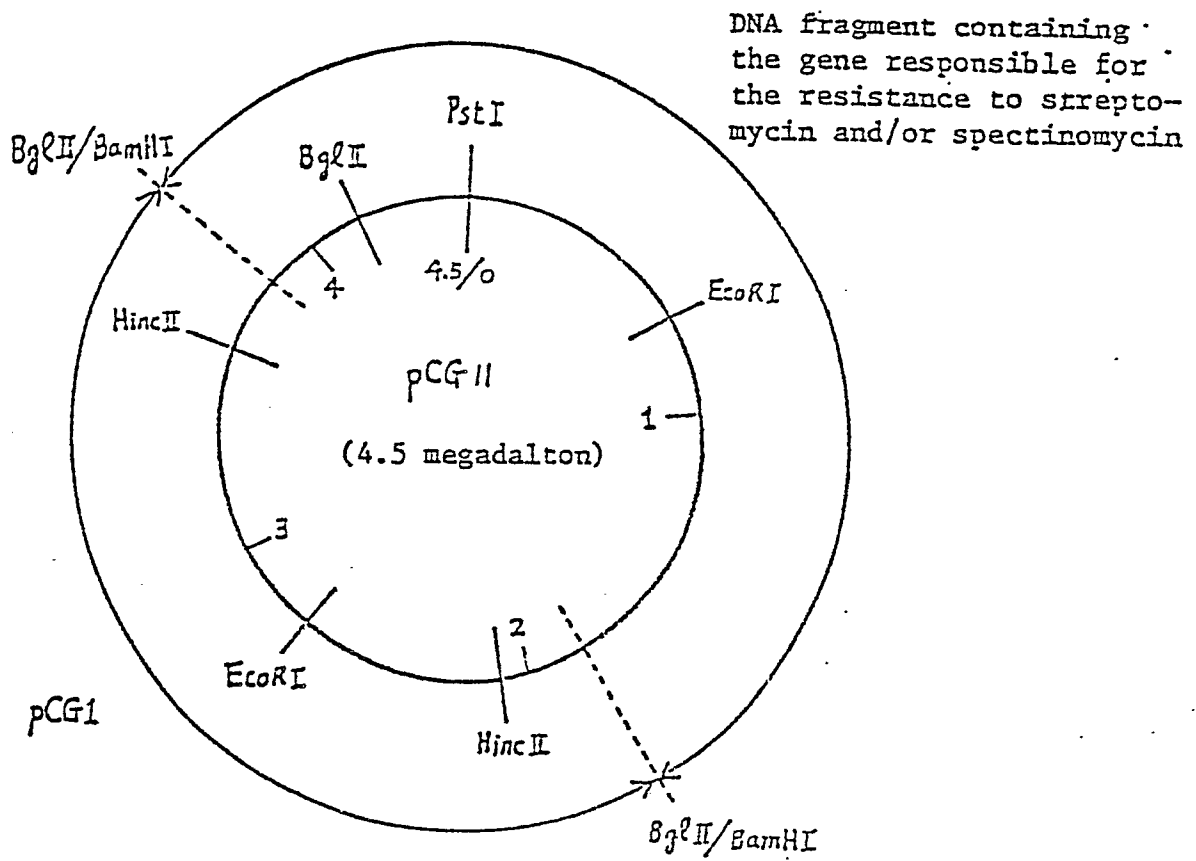 DNA fragment containing
the gene responsible for
the resistance to strepto-
mycin and/or spectinomycin
PstI
BglII/BamHI
BglII
4.5/0
4
EcoRI
HincII
pCG11
1
(4.5 megadalton)
3
2
EcoRI
pCG1
HincII
BglII/BamHI